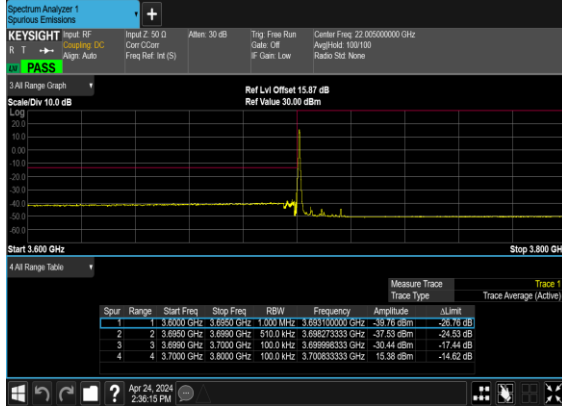 Spectrum Analyzer 1
Spurious Emissions
+
KEYSIGHT Input: RF Input Z: 50 Ω Atten: 30 dB Trig: Free Run Center Freq: 22.005000000 GHz
R T Coupling: DC Corr CCorr Gate: Off Avg|Hold: 100/100
Align: Auto Freq Ref: Int (S) IF Gain: Low Radio Std: None
PASS
3 All Range Graph
Ref Lvl Offset 15.87 dB
Scale/Div 10.0 dB Ref Value 30.00 dBm
Log
20.0
10.0
0.00
-10.0
-20.0
-30.0
-40.0
-50.0
-60.0
Start 3.600 GHz Stop 3.800 GH
4 All Range Table
Measure Trace Trace 1
Trace Type Trace Average (Active)
Spur Range Start Freq Stop Freq RBW Frequency Amplitude ΔLimit
1 1 3.6000 GHz 3.6950 GHz 1.000 MHz 3.693100000 GHz -39.76 dBm -26.76 dB
2 2 3.6950 GHz 3.6990 GHz 510.0 kHz 3.698273333 GHz -37.53 dBm -24.53 dB
3 3 3.6990 GHz 3.7000 GHz 100.0 kHz 3.699998333 GHz -30.44 dBm -17.44 dB
4 4 3.7000 GHz 3.8000 GHz 100.0 kHz 3.700833333 GHz 15.38 dBm -14.62 dB
?
Apr 24, 2024
2:36:15 PM